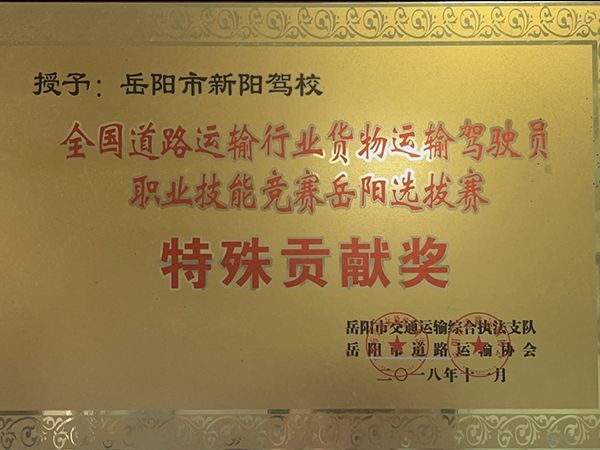 授予：岳阳市新阳驾校
全国道路运输行业货物运输驾驶员
职业技能竞赛岳阳选拔赛
特殊贡献奖
岳阳市交通运输综合执法支队
岳阳市道路运输协会
二〇一八年十一月